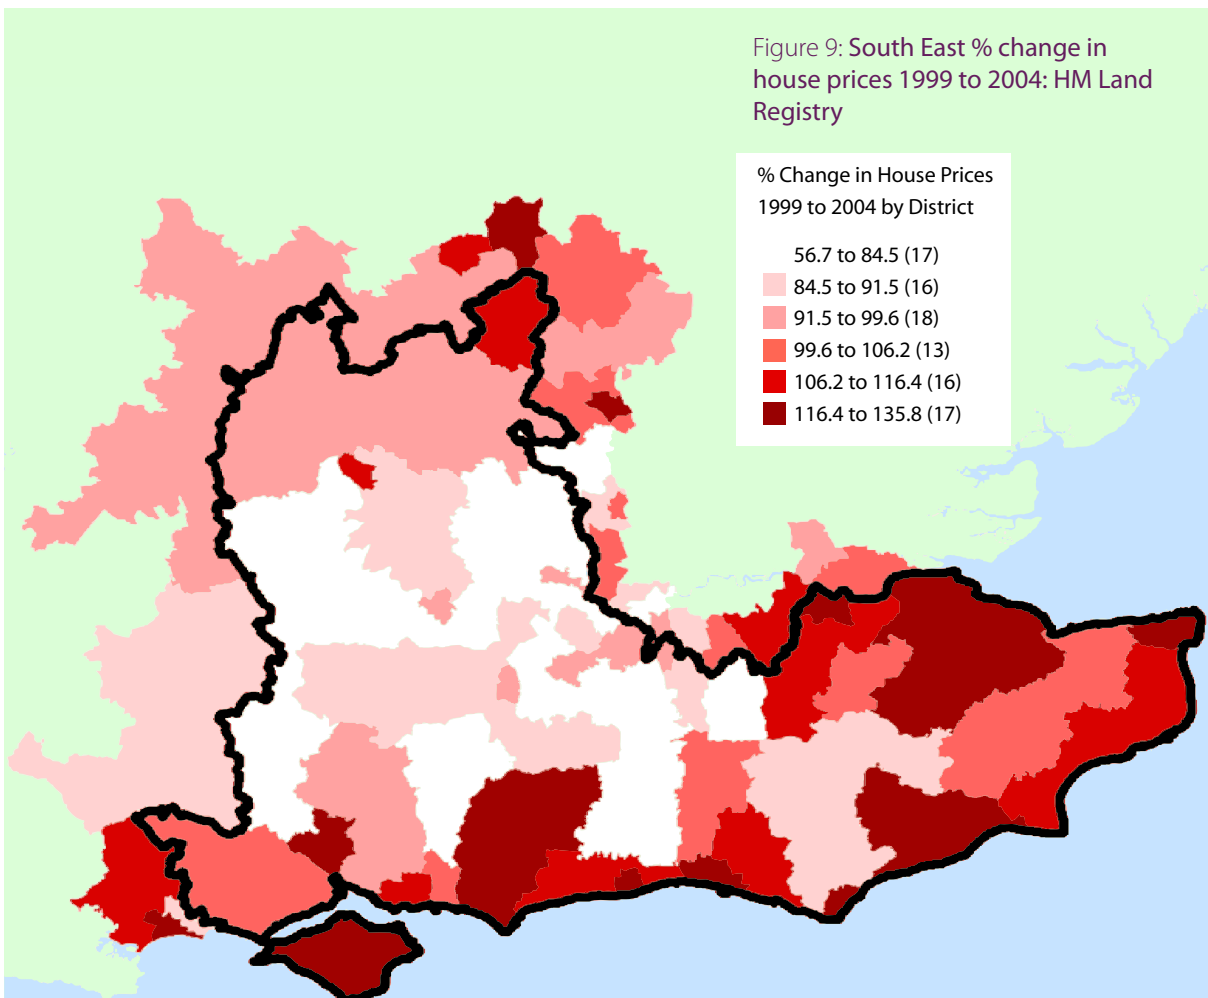 Figure 9: South East % change in
house prices 1999 to 2004: HM Land
Registry
% Change in House Prices
1999 to 2004 by District
56.7 to 84.5 (17)
84.5 to 91.5 (16)
91.5 to 99.6 (18)
99.6 to 106.2 (13)
106.2 to 116.4 (16)
116.4 to 135.8 (17)